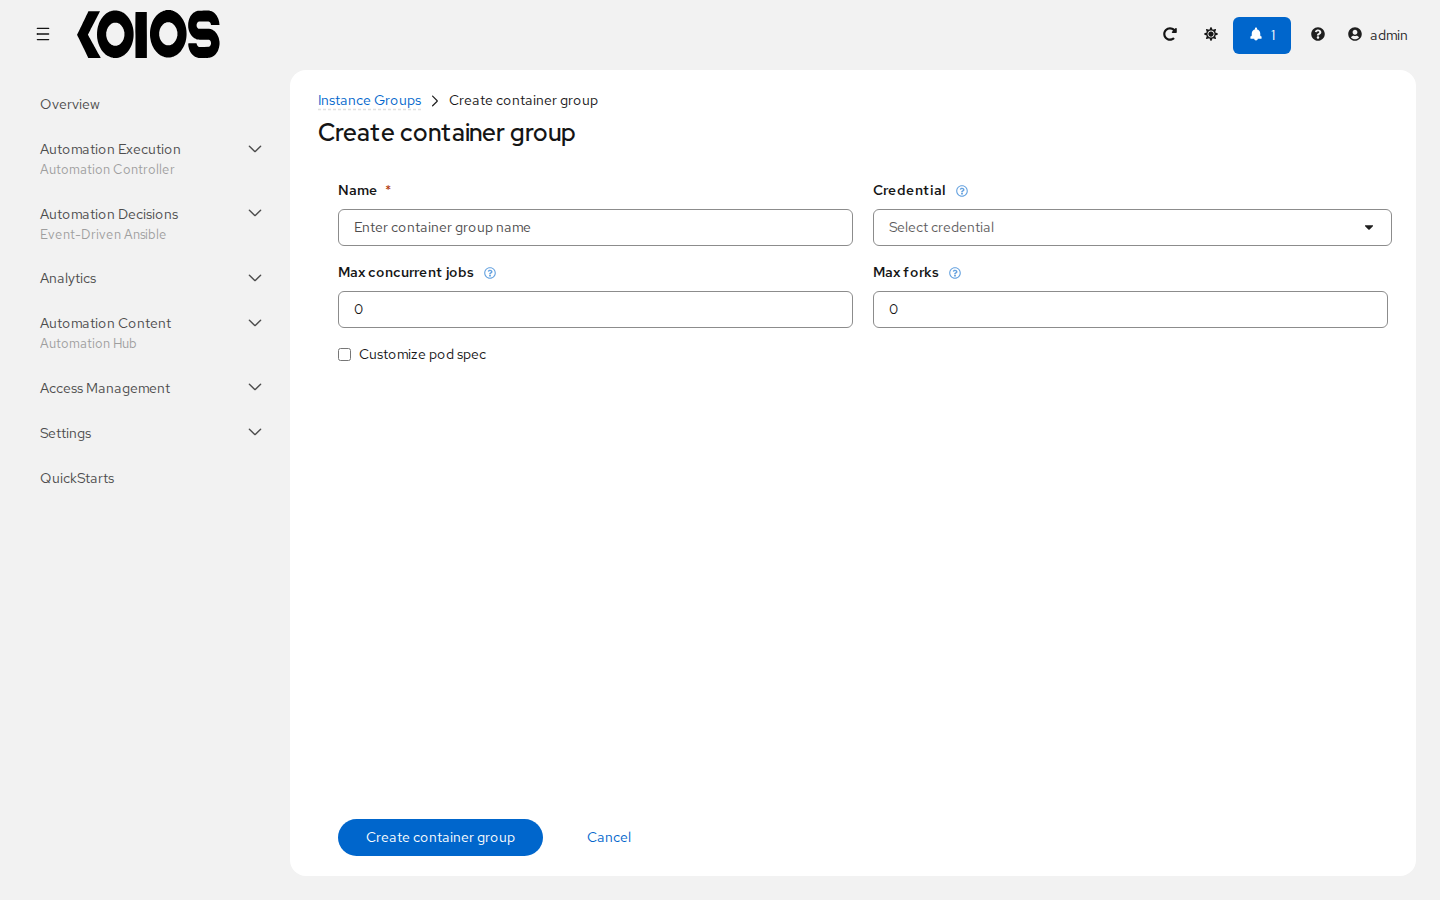 KOIOS
1
admin
Overview
Automation Execution
Automation Controller
Automation Decisions
Event-Driven Ansible
Analytics
Automation Content
Automation Hub
Access Management
Settings
QuickStarts
Instance Groups > Create container group
Create container group
Name *
Enter container group name
Credential
Select credential
Max concurrent jobs
0
Max forks
0
Customize pod spec
Create container group
Cancel